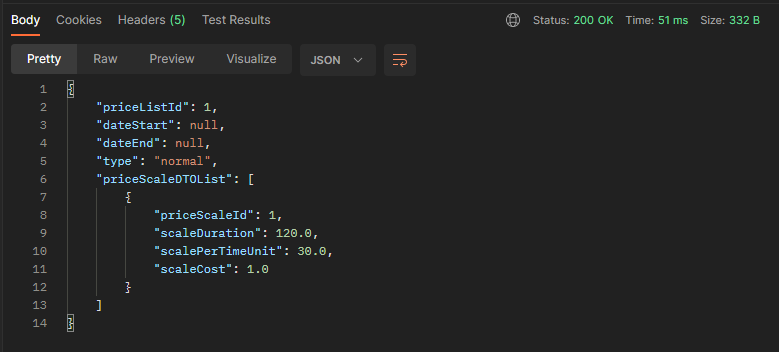 Body Cookies Headers (5) Test Results Status: 200 OK Time: 51 ms Size: 332 B
Pretty Raw Preview Visualize JSON
1 {
2 "priceListId": 1,
3 "dateStart": null,
4 "dateEnd": null,
5 "type": "normal",
6 "priceScaleDTOList": [
7 {
8 "priceScaleId": 1,
9 "scaleDuration": 120.0,
10 "scalePerTimeUnit": 30.0,
11 "scaleCost": 1.0
12 }
13 ]
14 }